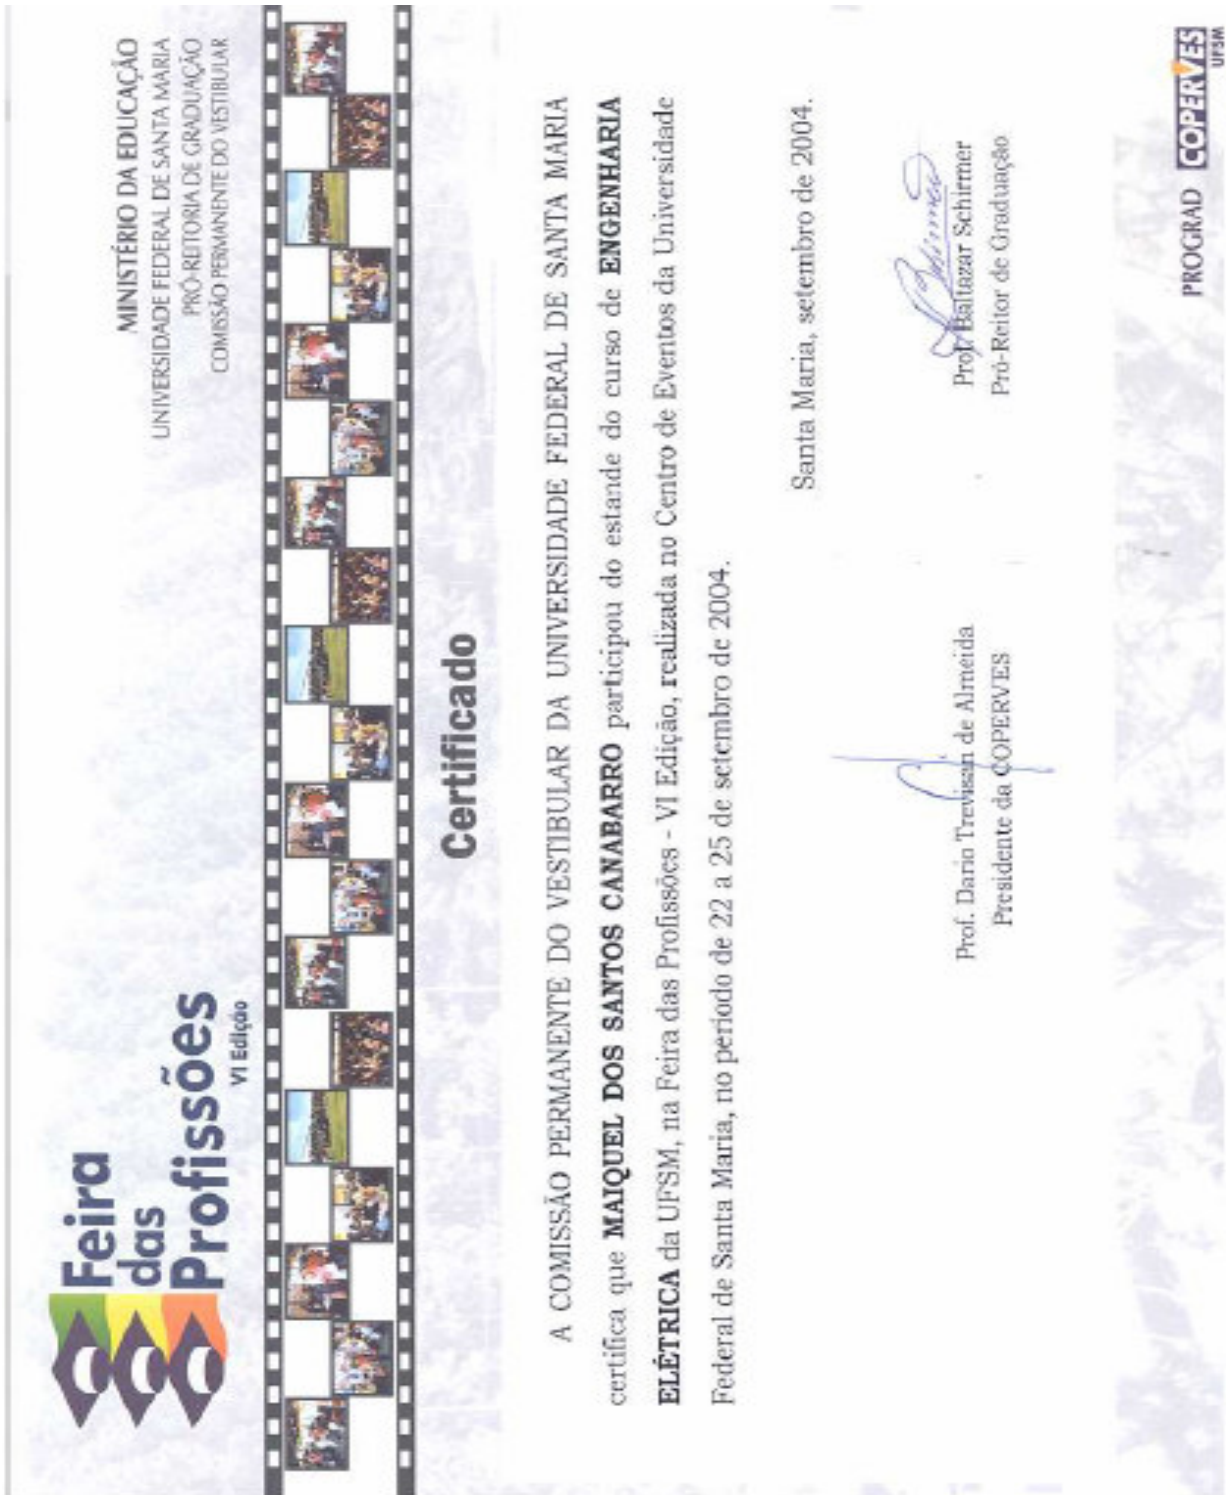 Feira
das
Profissões
VI Edição
MINISTÉRIO DA EDUCAÇÃO
UNIVERSIDADE FEDERAL DE SANTA MARIA
PRÓ-REITORIA DE GRADUAÇÃO
COMISSÃO PERMANENTE DO VESTIBULAR
Certificado
A COMISSÃO PERMANENTE DO VESTIBULAR DA UNIVERSIDADE FEDERAL DE SANTA MARIA
certifica que MAIQUEL DOS SANTOS CANABARRO participou do estande do curso de ENGENHARIA
ELÉTRICA da UFSM, na Feira das Profissões - VI Edição, realizada no Centro de Eventos da Universidade
Federal de Santa Maria, no período de 22 a 25 de setembro de 2004.
Santa Maria, setembro de 2004.
Prof. Dario Trevisan de Almeida
Presidente da COPERVES
Prof. Baltazar Schirmer
Pró-Reitor de Graduação
PROGRAD COPERVES
UFSM